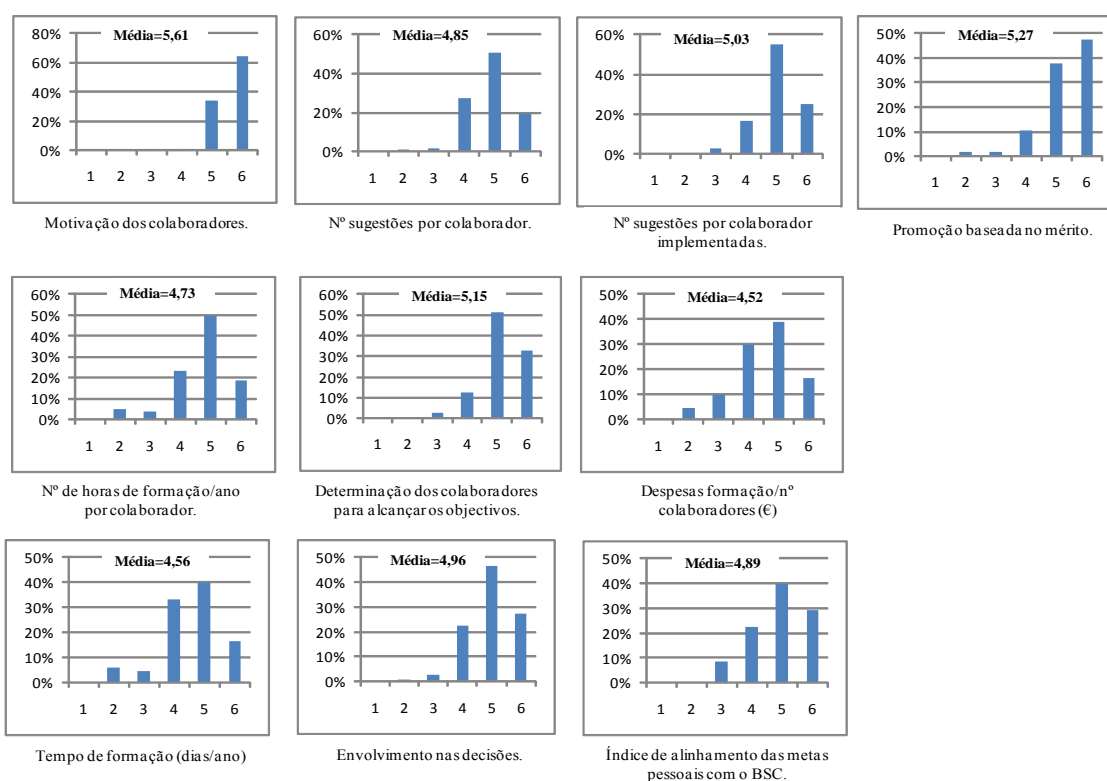 Média=5,61
80%
60%
40%
20%
0%
1 2 3 4 5 6
Motivação dos colaboradores.
Média=4,85
60%
40%
20%
0%
1 2 3 4 5 6
Nº sugestões por colaborador.
Média=5,03
60%
40%
20%
0%
1 2 3 4 5 6
Nº sugestões por colaborador
implementadas.
Média=5,27
50%
40%
30%
20%
10%
0%
1 2 3 4 5 6
Promoção baseada no mérito.
Média=4,73
60%
50%
40%
30%
20%
10%
0%
1 2 3 4 5 6
Nº de horas de formação/ano
por colaborador.
Média=5,15
60%
50%
40%
30%
20%
10%
0%
1 2 3 4 5 6
Determinação dos colaboradores
para alcançar os objectivos.
Média=4,52
50%
40%
30%
20%
10%
0%
1 2 3 4 5 6
Despesas formação/nº
colaboradores (€)
Média=4,56
50%
40%
30%
20%
10%
0%
1 2 3 4 5 6
Tempo de formação (dias/ano)
Média=4,96
50%
40%
30%
20%
10%
0%
1 2 3 4 5 6
Envolvimento nas decisões.
Média=4,89
50%
40%
30%
20%
10%
0%
1 2 3 4 5 6
Índice de alinhamento das metas
pessoais com o BSC.